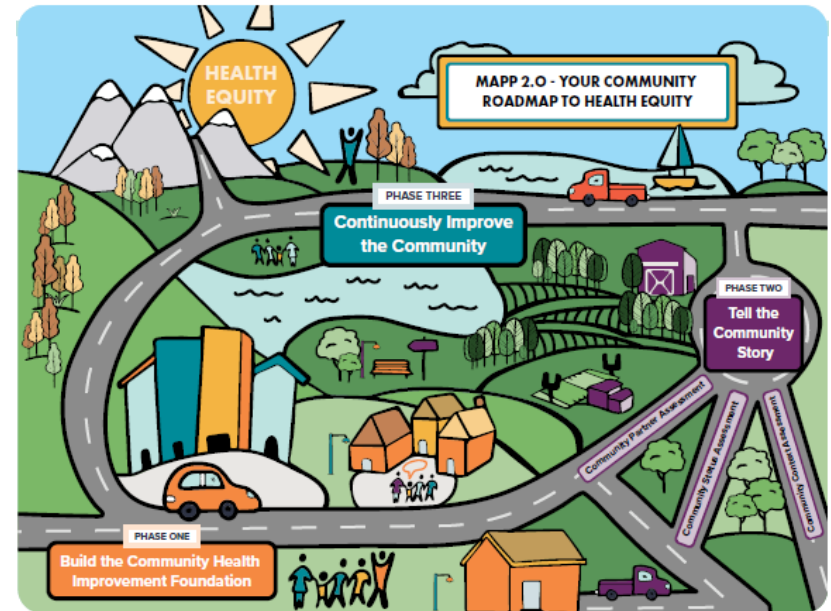 HEALTH
EQUITY
MAPP 2.0 - YOUR COMMUNITY
ROADMAP TO HEALTH EQUITY
PHASE THREE
Continuously Improve
the Community
PHASE TWO
Tell the
Community
Story
Community Partner Assessment
Community Status Assessment
Community Context Assessment
PHASE ONE
Build the Community Health
Improvement Foundation